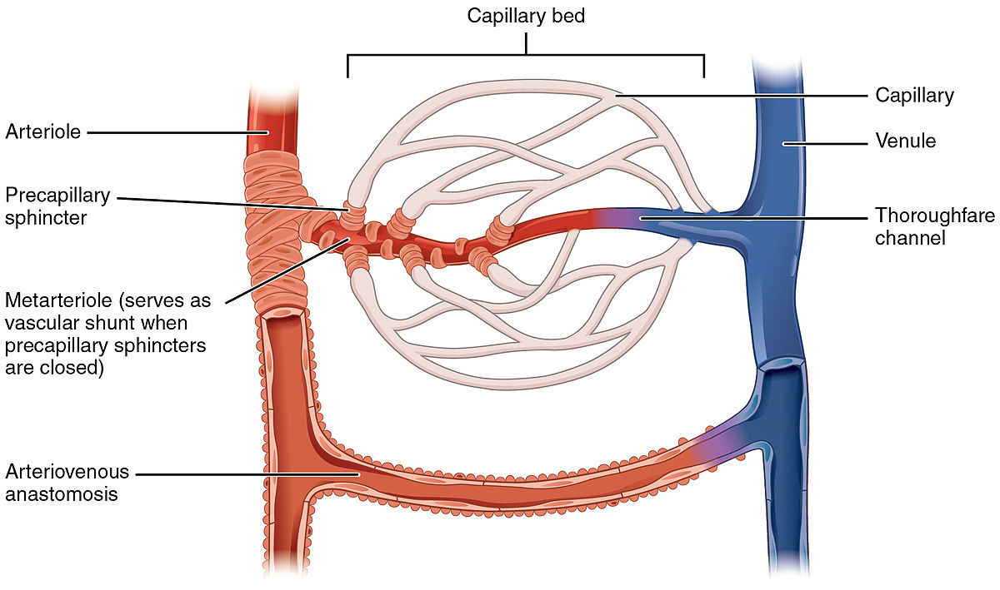 Capillary bed
Capillary
Arteriole
Venule
Precapillary
sphincter
Thoroughfare
channel
Metarteriole (serves as
vascular shunt when
precapillary sphincters
are closed)
Arteriovenous
anastomosis